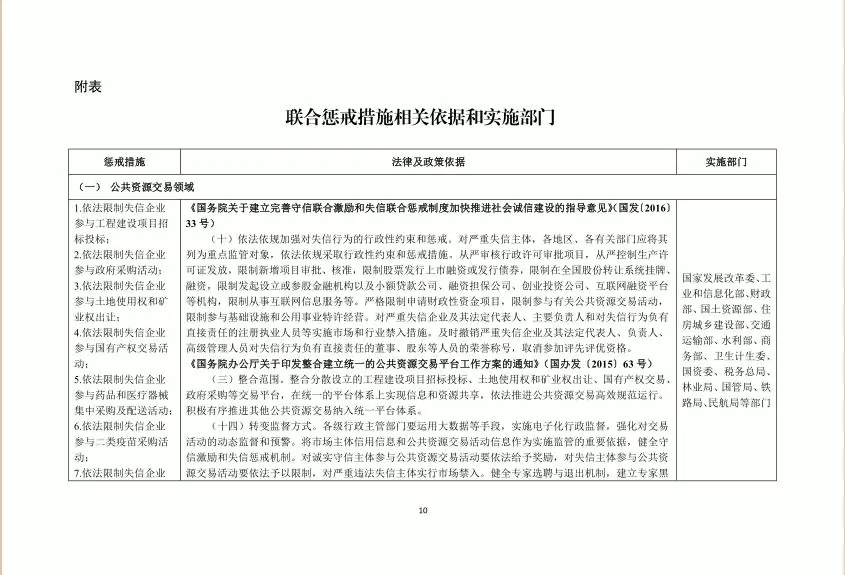 附表
联合惩戒措施相关依据和实施部门
惩戒措施
法律及政策依据
实施部门
（一） 公共资源交易领域
1.依法限制失信企业
参与工程建设项目招
标投标；
2.依法限制失信企业
参与政府采购活动；
3.依法限制失信企业
参与土地使用权和矿
业权出让；
4.依法限制失信企业
参与国有产权交易活
动；
5.依法限制失信企业
参与药品和医疗器械
集中采购及配送活动；
6.依法限制失信企业
参与二类疫苗采购活
动；
7.依法限制失信企业
《国务院关于建立完善守信联合激励和失信联合惩戒制度加快推进社会诚信建设的指导意见》（国发〔2016〕
33 号）
（十）依法依规加强对失信行为的行政性约束和惩戒。对严重失信主体，各地区、各有关部门应将其
列为重点监管对象，依法依规采取行政性约束和惩戒措施。从严审核行政许可审批项目，从严控制生产许
可证发放，限制新增项目审批、核准，限制股票发行上市融资或发行债券，限制在全国股份转让系统挂牌、
融资，限制发起设立或参股金融机构以及小额贷款公司、融资担保公司、创业投资公司、互联网融资平台
等机构，限制从事互联网信息服务等。严格限制申请财政性资金项目，限制参与有关公共资源交易活动，
限制参与基础设施和公用事业特许经营。对严重失信企业及其法定代表人、主要负责人和对失信行为负有
直接责任的注册执业人员等实施市场和行业禁入措施。及时撤销严重失信企业及其法定代表人、负责人、
高级管理人员对失信行为负有直接责任的董事、股东等人员的荣誉称号，取消参加评先评优资格。
《国务院办公厅关于印发整合建立统一的公共资源交易平台工作方案的通知》（国办发〔2015〕63 号）
（三）整合范围。整合分散设立的工程建设项目招标投标、土地使用权和矿业权出让、国有产权交易、
政府采购等交易平台，在统一的平台体系上实现信息和资源共享，依法推进公共资源交易高效规范运行。
积极有序推进其他公共资源交易纳入统一平台体系。
（十四）转变监督方式。各级行政主管部门要运用大数据等手段，实施电子化行政监督，强化对交易
活动的动态监督和预警。将市场主体信用信息和公共资源交易活动信息作为实施监管的重要依据，健全守
信激励和失信惩戒机制。对诚实守信主体参与公共资源交易活动要依法给予奖励，对失信主体参与公共资
源交易活动要依法予以限制，对严重违法失信主体实行市场禁入。健全专家选聘与退出机制，建立专家黑
国家发展改革委、工
业和信息化部、财政
部、国土资源部、住
房城乡建设部、交通
运输部、水利部、商
务部、卫生计生委、
国资委、税务总局、
林业局、国管局、铁
路局、民航局等部门
10